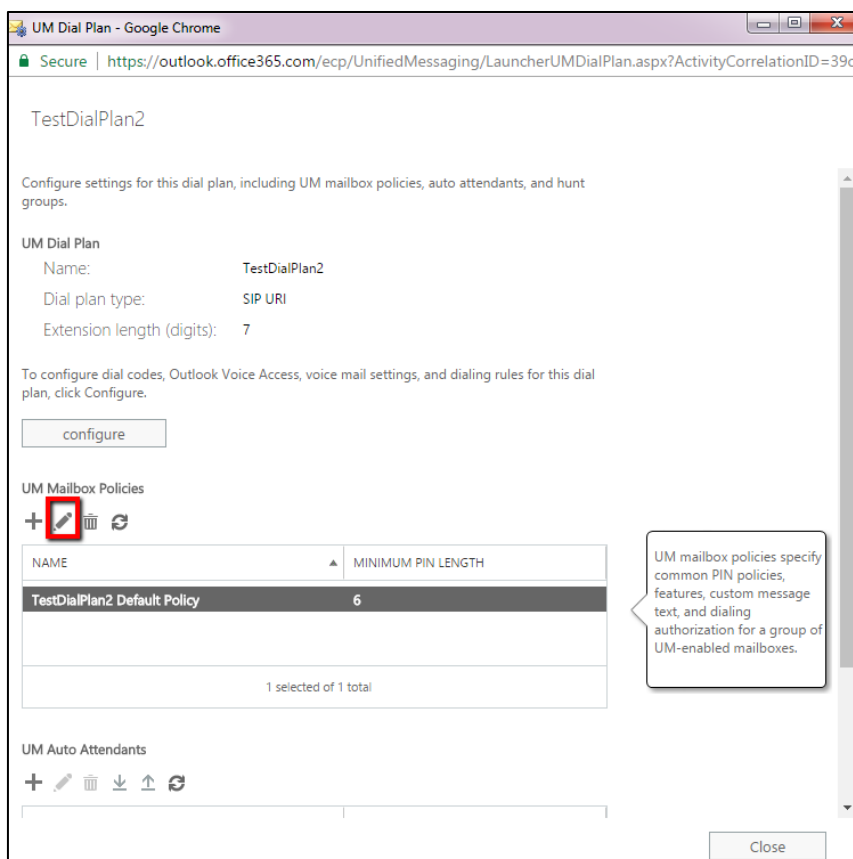 UM Dial Plan - Google Chrome
Secure | https://outlook.office365.com/ecp/UnifiedMessaging/LauncherUMDialPlan.aspx?ActivityCorrelationID=39c
TestDialPlan2
Configure settings for this dial plan, including UM mailbox policies, auto attendants, and hunt
groups.
UM Dial Plan
Name: TestDialPlan2
Dial plan type: SIP URI
Extension length (digits): 7
To configure dial codes, Outlook Voice Access, voice mail settings, and dialing rules for this dial
plan, click Configure.
configure
UM Mailbox Policies
NAME MINIMUM PIN LENGTH
TestDialPlan2 Default Policy 6
1 selected of 1 total
UM mailbox policies specify
common PIN policies,
features, custom message
text, and dialing
authorization for a group of
UM-enabled mailboxes.
UM Auto Attendants
Close